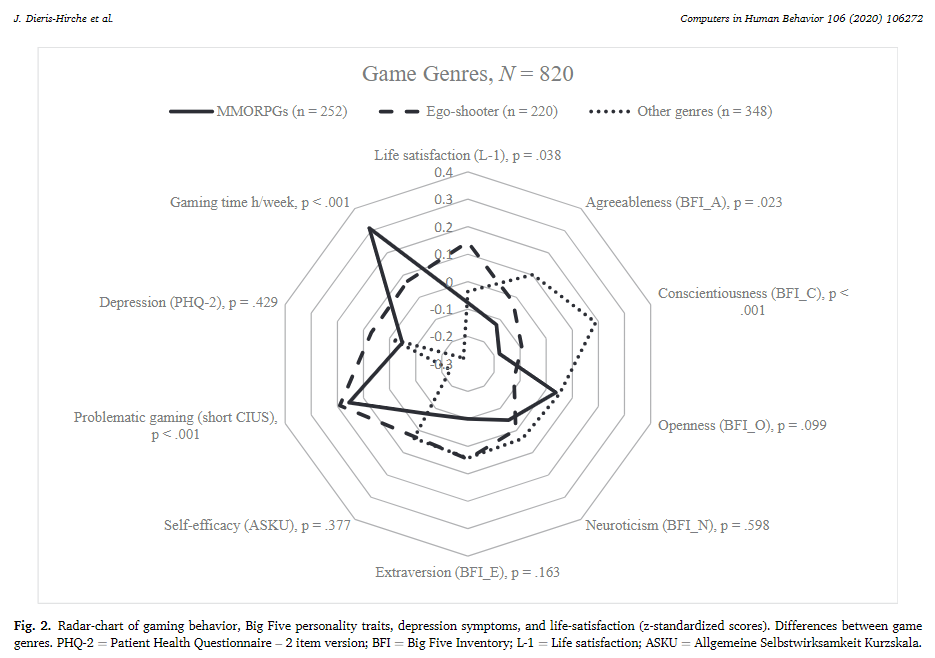 J. Dieris-Hirche et al.
Computers in Human Behavior 106 (2020) 106272
Game Genres, N = 820
MMORPGs (n = 252)
Ego-shooter (n = 220)
Other genres (n = 348)
Life satisfaction (L-1), p = .038
0.4
Gaming time h/week, p < .001
Agreeableness (BFI_A), p = .023
0.3
0.2
0.1
0
Depression (PHQ-2), p = .429
Conscientiousness (BFI_C), p <
.001
-0.1
-0.2
-0.3
Problematic gaming (short CIUS),
p < .001
Openness (BFI_O), p = .099
Self-efficacy (ASKU), p = .377
Neuroticism (BFI_N), p = .598
Extraversion (BFI_E), p = .163
Fig. 2. Radar-chart of gaming behavior, Big Five personality traits, depression symptoms, and life-satisfaction (z-standardized scores). Differences between game
genres. PHQ-2 = Patient Health Questionnaire – 2 item version; BFI = Big Five Inventory; L-1 = Life satisfaction; ASKU = Allgemeine Selbstwirksamkeit Kurzskala.